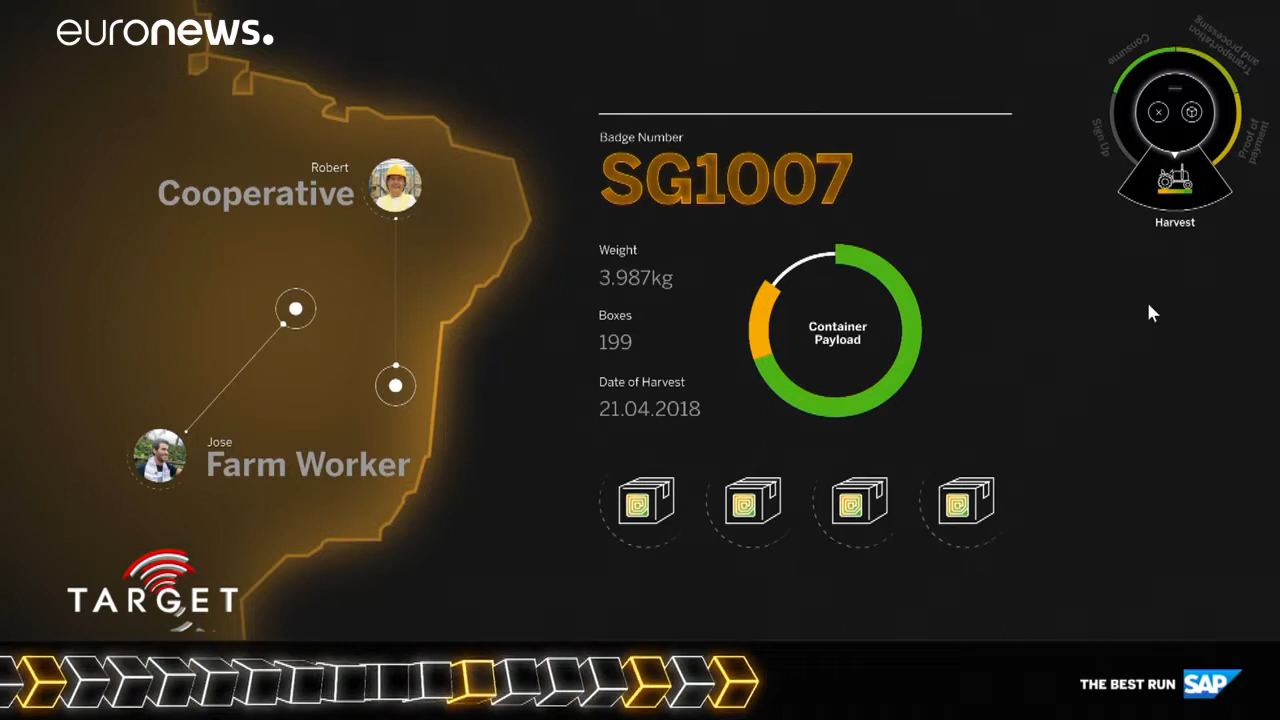 euronews.
Robert
Cooperative
Jose
Farm Worker
TARGET
Badge Number
SG1007
Weight
3.987kg
Boxes
199
Date of Harvest
21.04.2018
Container
Payload
Consume
Transportation
and processing
Proof of
payment
Sign Up
Harvest
THE BEST RUN SAP